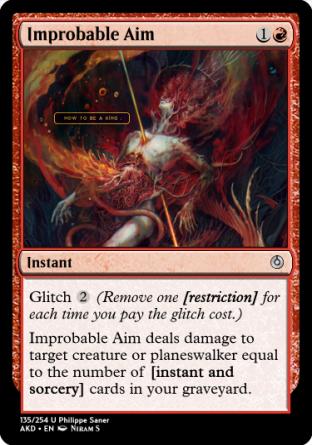 Improbable Aim 1
HOW TO BE A KING .
Instant
Glitch 2 (Remove one [restriction] for
each time you pay the glitch cost.)
Improbable Aim deals damage to
target creature or planeswalker equal
to the number of [instant and
sorcery] cards in your graveyard.
135/254 U Philippe Saner
AKD • EN NIRAM S